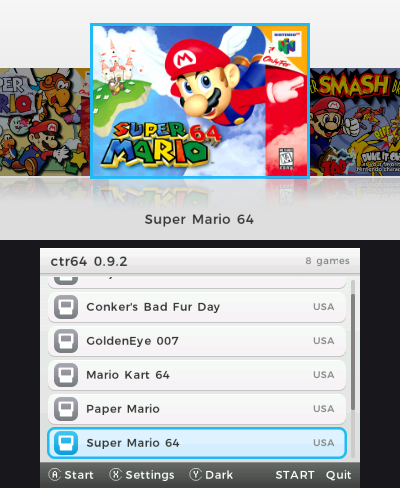 NINTENDO 64
Only For
SUPER
MARIO 64
SMASH
Super Mario 64
ctr64 0.9.2
8 games
Conker's Bad Fur Day
USA
GoldenEye 007
USA
Mario Kart 64
USA
Paper Mario
USA
Super Mario 64
USA
A Start
X Settings
Y Dark
START Quit